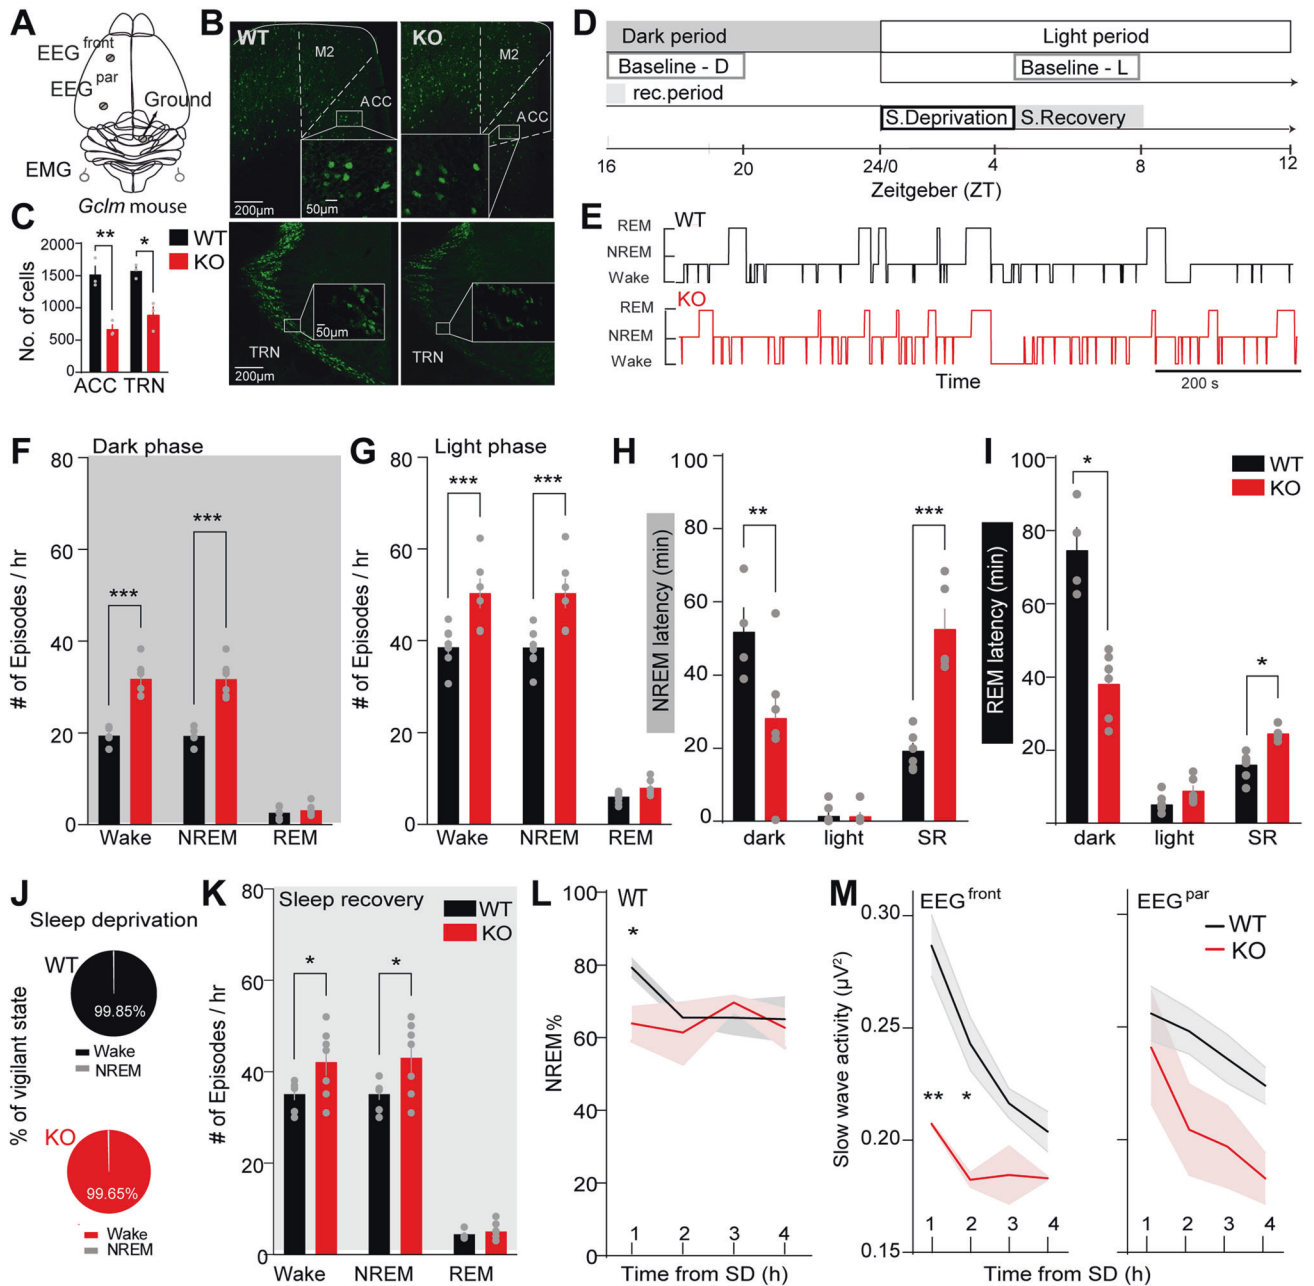 A
EEG front
EEG par
Ground
EMG
Gclm mouse
B
WT
M2
ACC
200µm
50µm
KO
M2
ACC
200µm
TRN
50µm
200µm
TRN
C
WT
KO
** *
No. of cells
2000
1500
1000
500
0
ACC TRN
D
Dark period
Light period
Baseline - D
Baseline - L
rec.period
S.Deprivation
S.Recovery
16 20 24/0 4 8 12
Zeitgeber (ZT)
E
WT
REM
NREM
Wake
KO
REM
NREM
Wake
Time
200 s
F
Dark phase
# of Episodes / hr
80
60
40
20
0
***
***
Wake NREM REM
G
Light phase
# of Episodes / hr
80
60
40
20
0
*** ***
Wake NREM REM
H
NREM latency (min)
100
80
60
40
20
0
** ***
dark light SR
I
REM latency (min)
100
80
60
40
20
*
*
WT
KO
dark light SR
J
Sleep deprivation
% of vigilant state
WT
99.85%
Wake
NREM
KO
99.65%
Wake
NREM
K
Sleep recovery
WT
KO
# of Episodes / hr
80
60
40
20
0
* *
Wake NREM REM
L
WT
*
NREM%
100
80
60
40
20
0
1 2 3 4
Time from SD (h)
M
EEG front
EEG par
WT
KO
Slow wave activity (µV²)
0.30
0.25
0.20
0.15
** *
1 2 3 4
1 2 3 4
Time from SD (h)